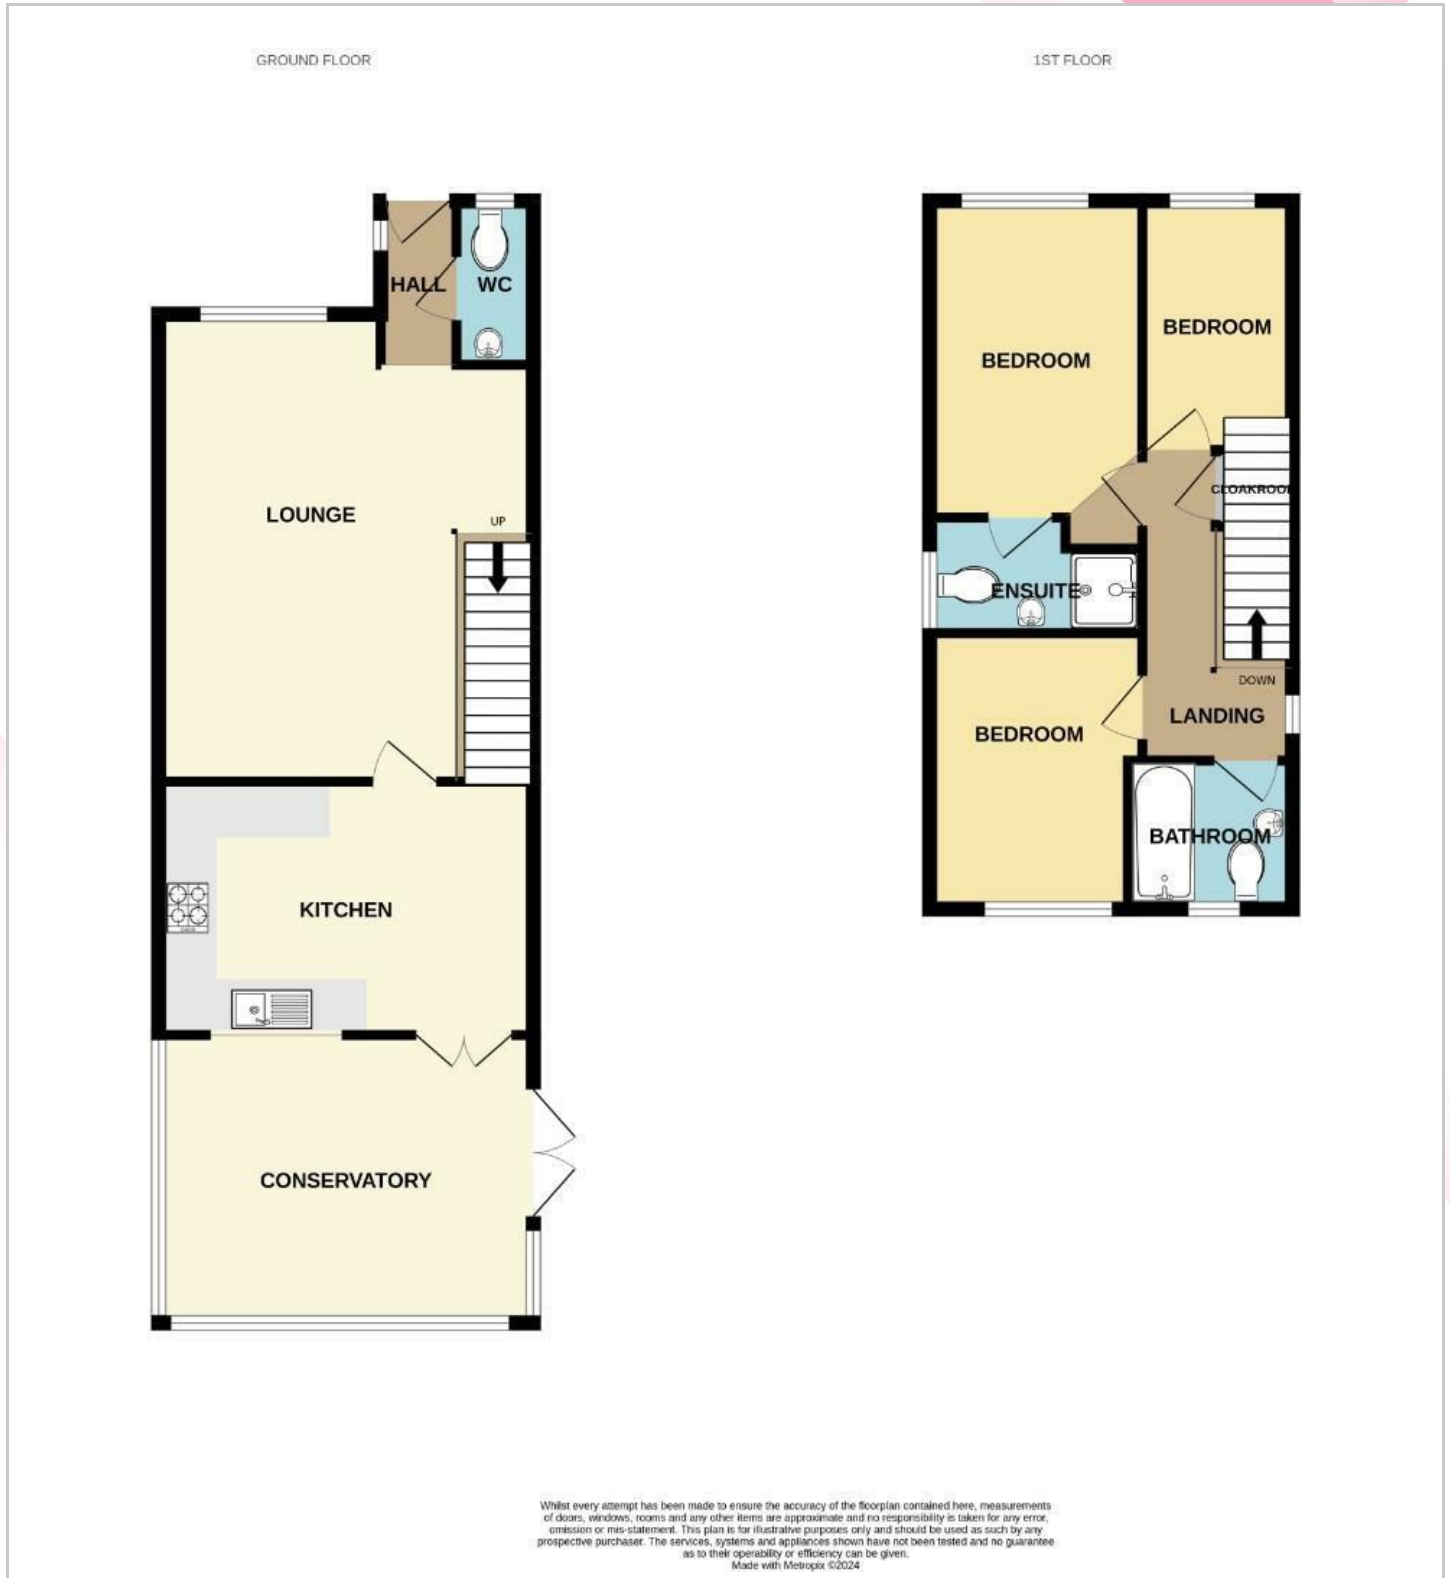 GROUND FLOOR
1ST FLOOR
HALL
WC
LOUNGE
UP
KITCHEN
CONSERVATORY
BEDROOM
BEDROOM
CLOAKROOM
ENSUITE
DOWN
LANDING
BEDROOM
BATHROOM
Whilst every attempt has been made to ensure the accuracy of the floorplan contained here, measurements
of doors, windows, rooms and any other items are approximate and no responsibility is taken for any error,
omission or mis-statement. This plan is for illustrative purposes only and should be used as such by any
prospective purchaser. The services, systems and appliances shown have not been tested and no guarantee
as to their operability or efficiency can be given.
Made with Metropix ©2024